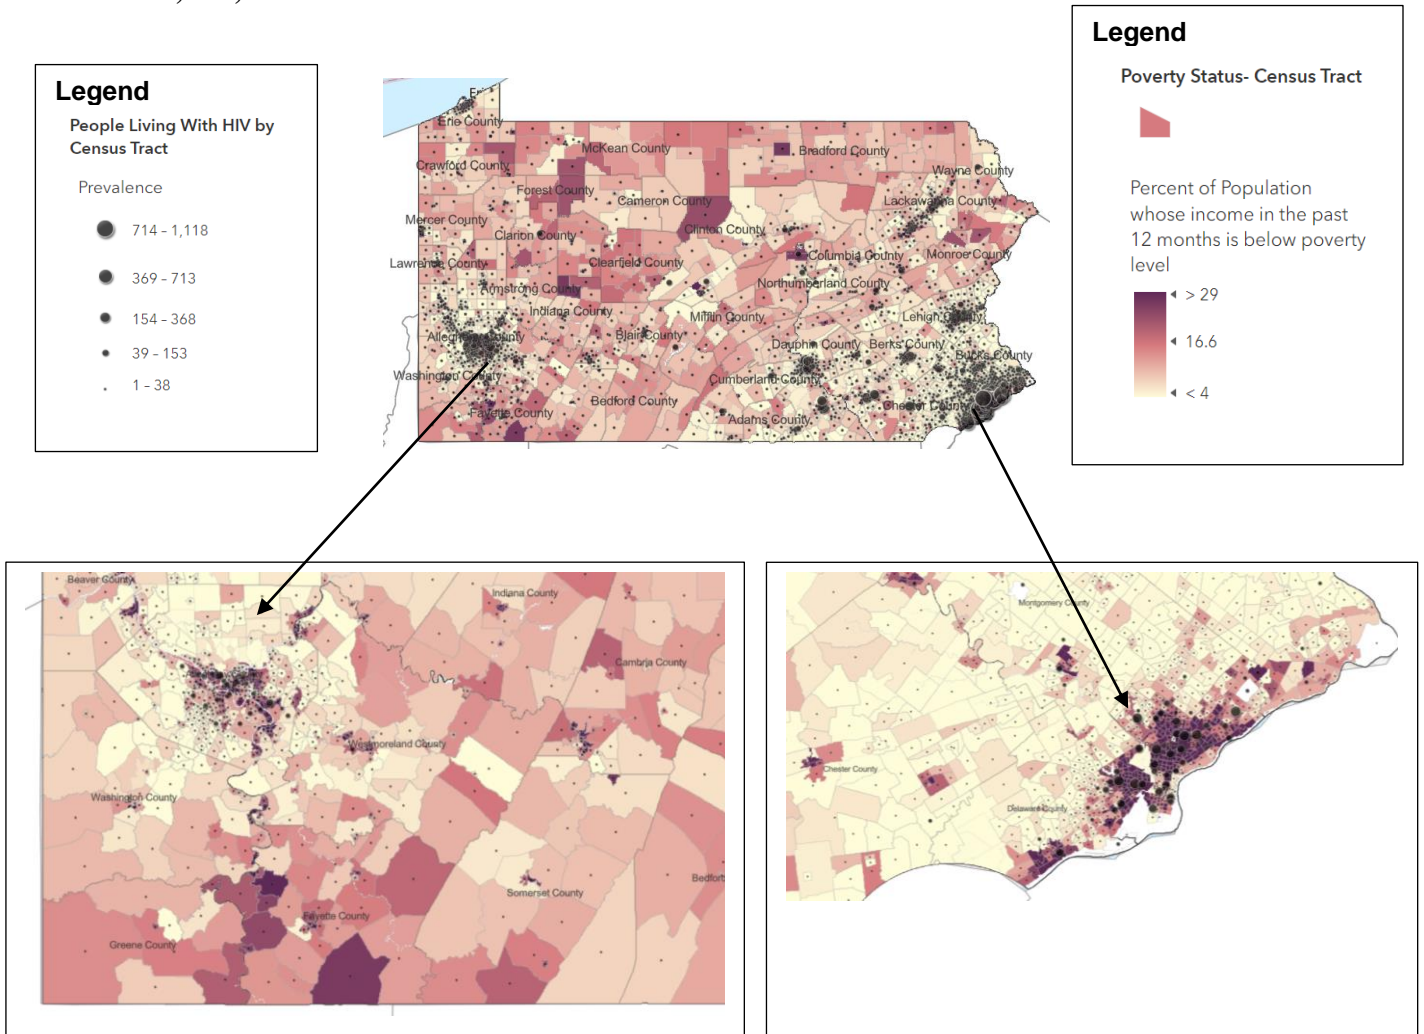 Legend
People Living With HIV by
Census Tract
Prevalence
714 - 1,118
369 - 713
154 - 368
39 - 153
1 - 38
Legend
Poverty Status- Census Tract
Percent of Population
whose income in the past
12 months is below poverty
level
> 29
16.6
< 4
Erie County
McKean County
Bradford County
Crawford County
Wayne County
Forest County
Cameron County
Lackawanna County
Mercer County
Clarion County
Clinton County
Lawrence County
Clearfield County
Columbia County
Monroe County
Armstrong County
Northumberland County
Indiana County
Mifflin County
Lehigh County
Allegheny County
Blair County
Dauphin County
Berks County
Bucks County
Washington County
Cumberland County
Bedford County
Chester County
Fayette County
Adams County
Beaver County
Indiana County
Cambria County
Westmoreland County
Washington County
Somerset County
Bedford
Fayette County
Greene County
Montgomery County
Chester County
Delaware County